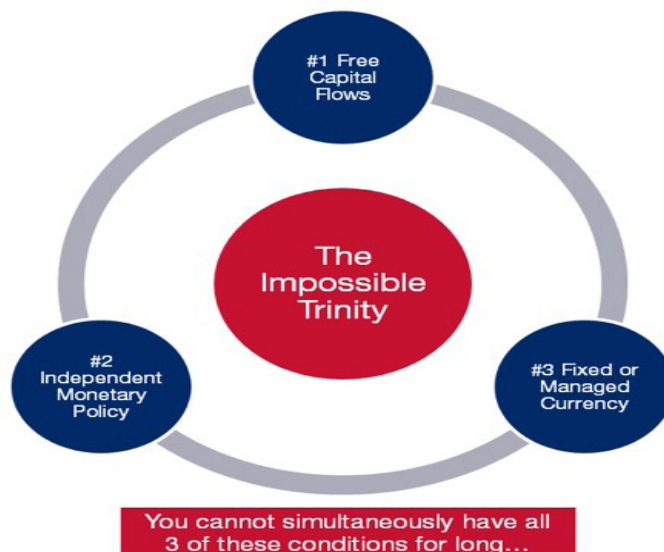 #1 Free
Capital
Flows
The
Impossible
Trinity
#2
Independent
Monetary
Policy
#3 Fixed or
Managed
Currency
You cannot simultaneously have all
3 of these conditions for long...